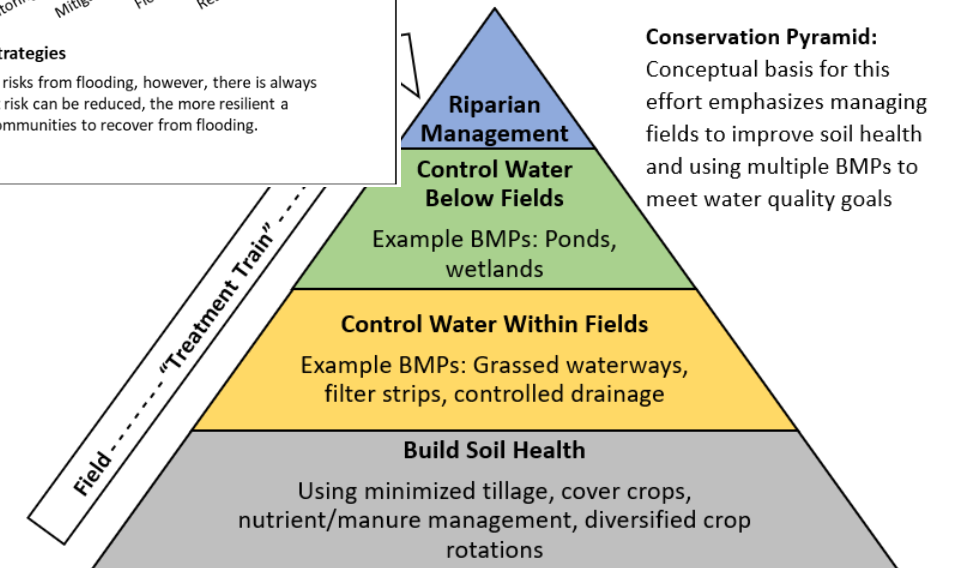 Mitig
trategies
risks from flooding, however, there is always
risk can be reduced, the more resilient a
ommunities to recover from flooding.
Conservation Pyramid:
Conceptual basis for this
effort emphasizes managing
fields to improve soil health
and using multiple BMPs to
meet water quality goals
Riparian
Management
Control Water
Below Fields
Example BMPs: Ponds,
wetlands
Control Water Within Fields
Example BMPs: Grassed waterways,
filter strips, controlled drainage
Build Soil Health
Using minimized tillage, cover crops,
nutrient/manure management, diversified crop
rotations
Field - - - - - - - “Treatment Train” - - - - -